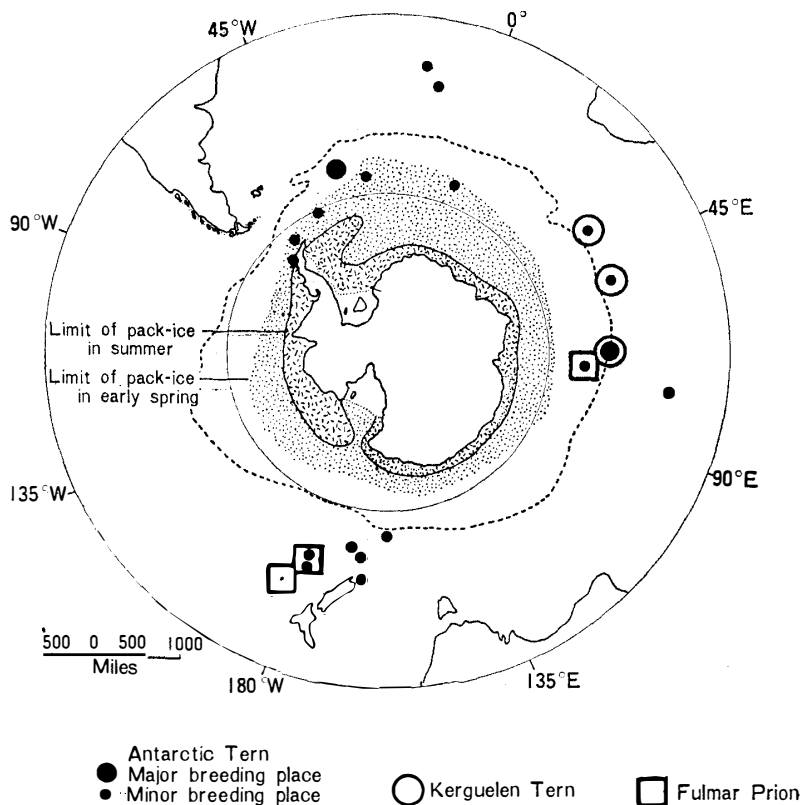 45°W
0°
90°W
45°E
Limit of pack-ice
in summer
Limit of pack-ice
in early spring
135°W
90°E
500 0 500 1000
Miles
180°W
135°E
Antarctic Tern
Major breeding place
Minor breeding place
Kerguelen Tern
Fulmar Prion